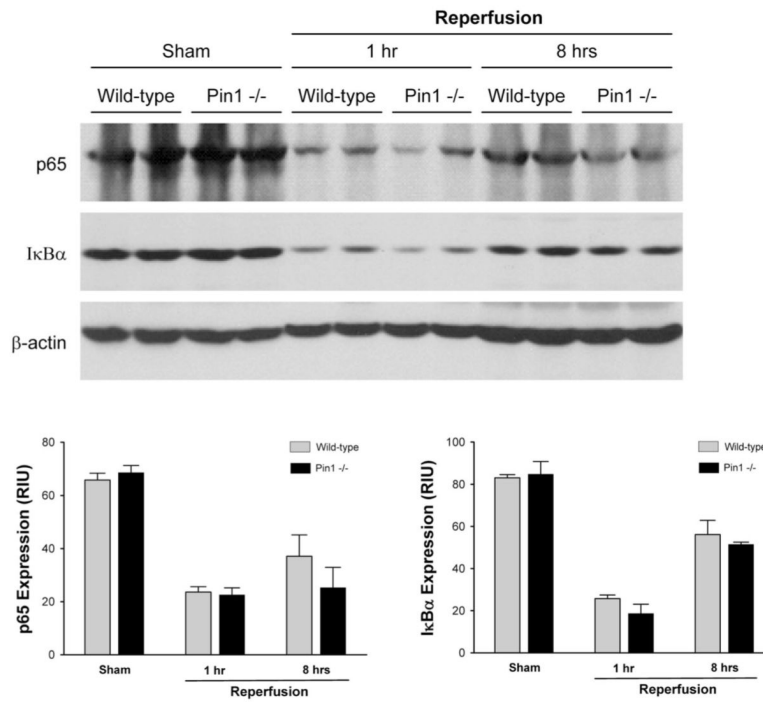 Reperfusion
Sham 1 hr 8 hrs
Wild-type Pin1 -/- Wild-type Pin1 -/- Wild-type Pin1 -/-
p65
IκBα
β-actin
p65 Expression (RIU)
80
60
40
20
0
Wild-type
Pin1 -/-
Sham 1 hr 8 hrs
Reperfusion
IκBα Expression (RIU)
100
80
60
40
20
0
Wild-type
Pin1 -/-
Sham 1 hr 8 hrs
Reperfusion